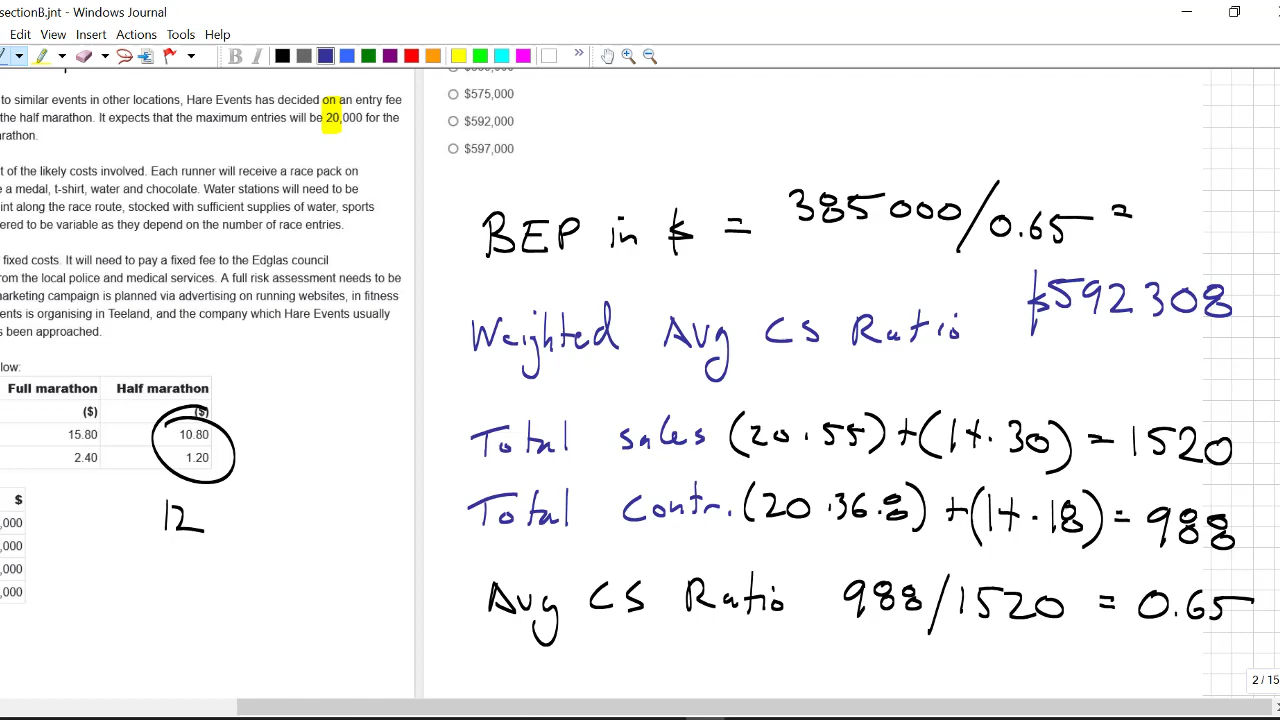 sectionB.jnt - Windows Journal
Edit View Insert Actions Tools Help
B I
to similar events in other locations, Hare Events has decided on an entry fee
the half marathon. It expects that the maximum entries will be 20,000 for the
arathon.
t of the likely costs involved. Each runner will receive a race pack on
e a medal, t-shirt, water and chocolate. Water stations will need to be
int along the race route, stocked with sufficient supplies of water, sports
ered to be variable as they depend on the number of race entries.
fixed costs. It will need to pay a fixed fee to the Edglas council
rom the local police and medical services. A full risk assessment needs to be
arketing campaign is planned via advertising on running websites, in fitness
ents is organising in Teeland, and the company which Hare Events usually
s been approached.
low:
Full marathon Half marathon
($) ($)
15.80 10.80
2.40 1.20
12
$
,000
,000
,000
,000
$575,000
$592,000
$597,000
BEP in $ = 385000/0.65 =
$592308
Weighted Avg CS Ratio
Total sales (20.55)+(14.30) = 1520
Total contr. (20.36.8)+(14.18) = 988
Avg CS Ratio 988/1520 = 0.65
2 / 15